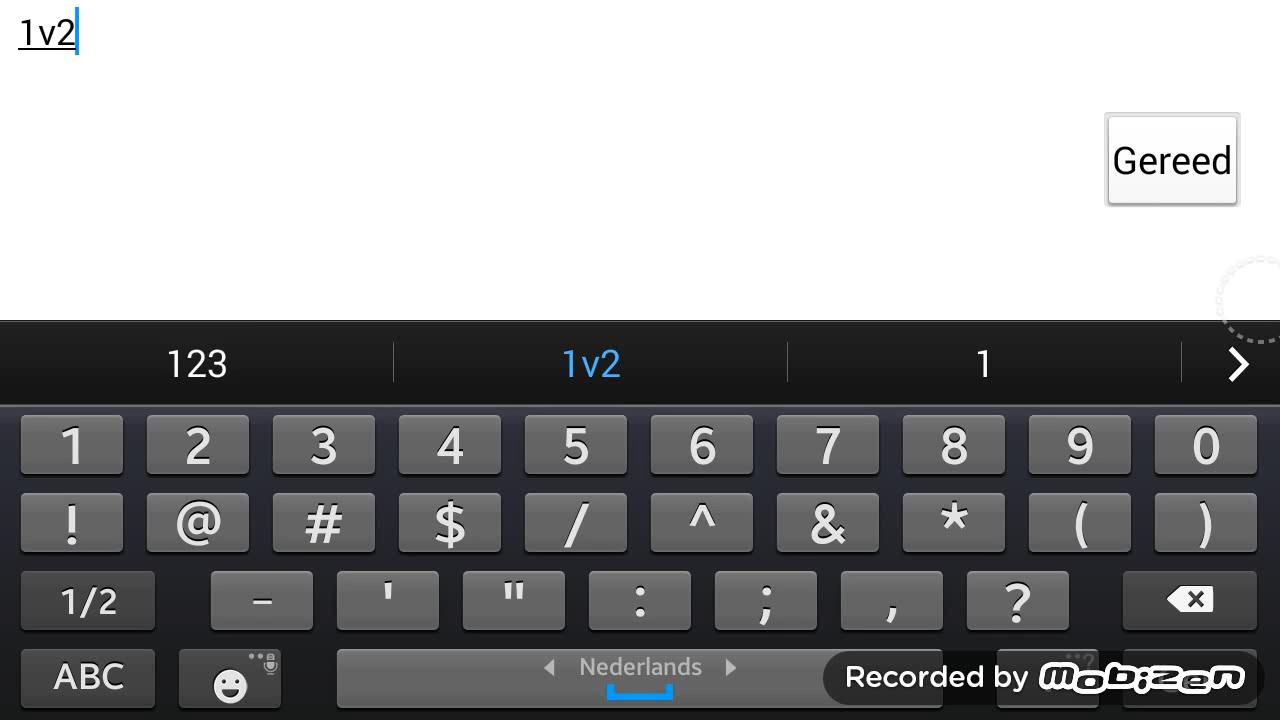 1v2
Gereed
123 1v2 1
1 2 3 4 5 6 7 8 9 0
! @ # $ / ^ & * ( )
1/2 - ' " : ; , ?
ABC Nederlands Recorded by mobizen